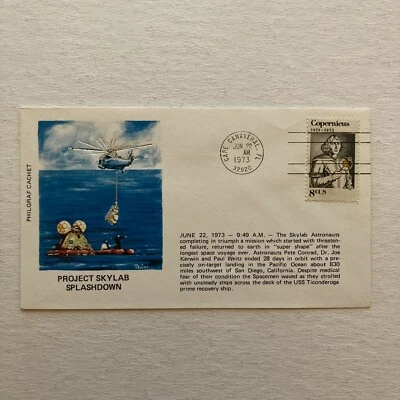 PHILGRAF CACHET
PROJECT SKYLAB
SPLASHDOWN
CAPE CANAVERAL, FL
JUN 22
AM
1973
32920
Copernicus
1473-1973
8c US
JUNE 22, 1973 — 9:49 A.M. — The Skylab Astronauts
completing in triumph a mission which started with threaten-
ed failure, returned to earth in "super shape" after the
longest space voyage ever. Astronauts Pete Conrad, Dr. Joe
Kerwin and Paul Weitz ended 28 days in orbit with a pre-
cisely on-target landing in the Pacific Ocean about 830
miles southwest of San Diego, California. Despite medical
fear of their condition the Spacemen waved as they strolled
with unsteady steps across the deck of the USS Ticonderoga
prime recovery ship.